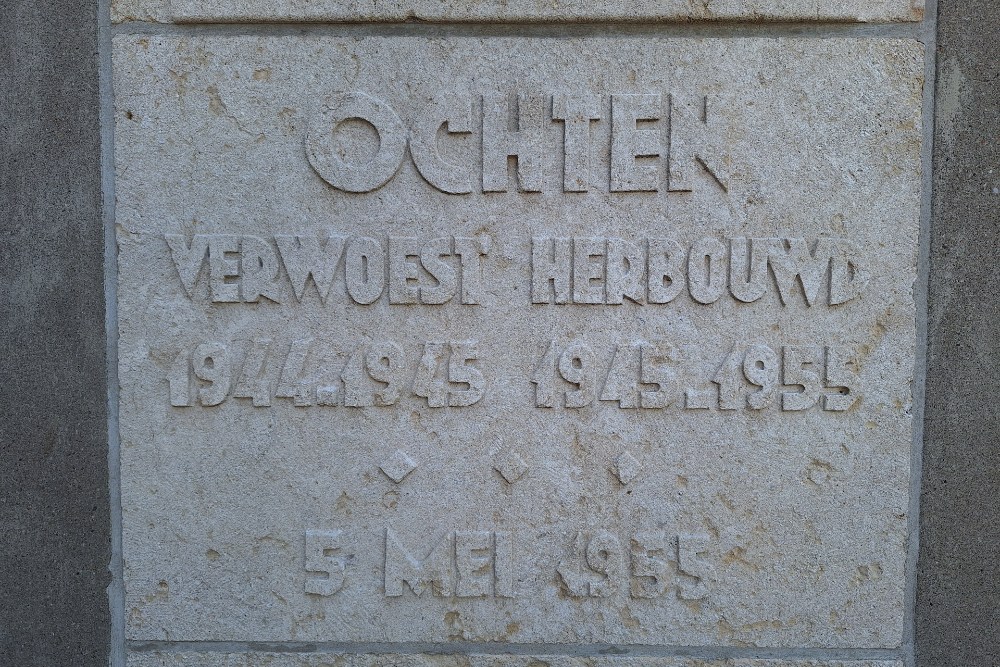 OCHTEN
VERWOEST HERBOUWD
1944-1945 1945-1955
5 MEI 1955